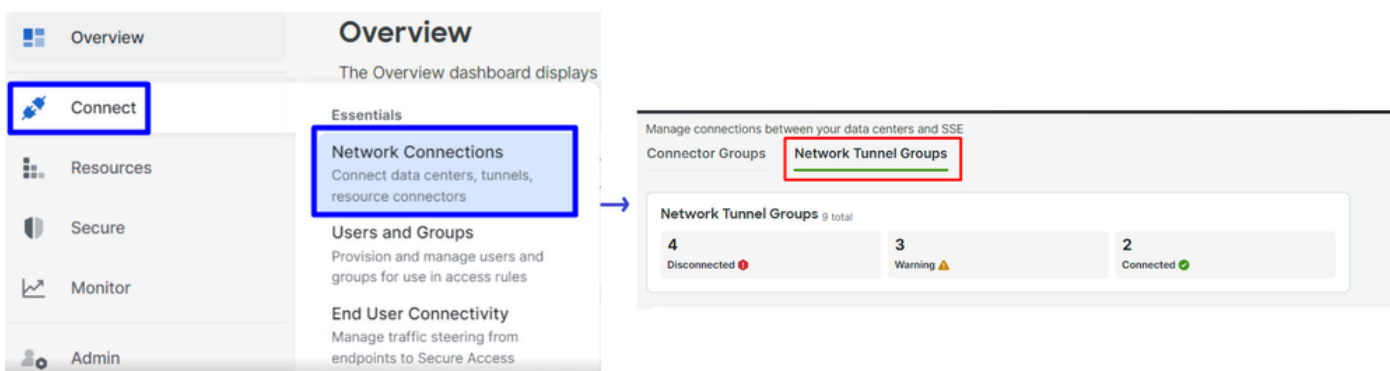 Overview
Connect
Resources
Secure
Monitor
Admin
Overview
The Overview dashboard displays
Essentials
Network Connections
Connect data centers, tunnels,
resource connectors
Users and Groups
Provision and manage users and
groups for use in access rules
End User Connectivity
Manage traffic steering from
endpoints to Secure Access
Manage connections between your data centers and SSE
Connector Groups Network Tunnel Groups
Network Tunnel Groups 9 total
4 3 2
Disconnected Warning Connected